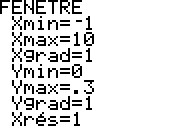 FENETRE
Xmin=-1
Xmax=10
Xgrad=1
Ymin=0
Ymax=.3
Ygrad=1
Xrés=1